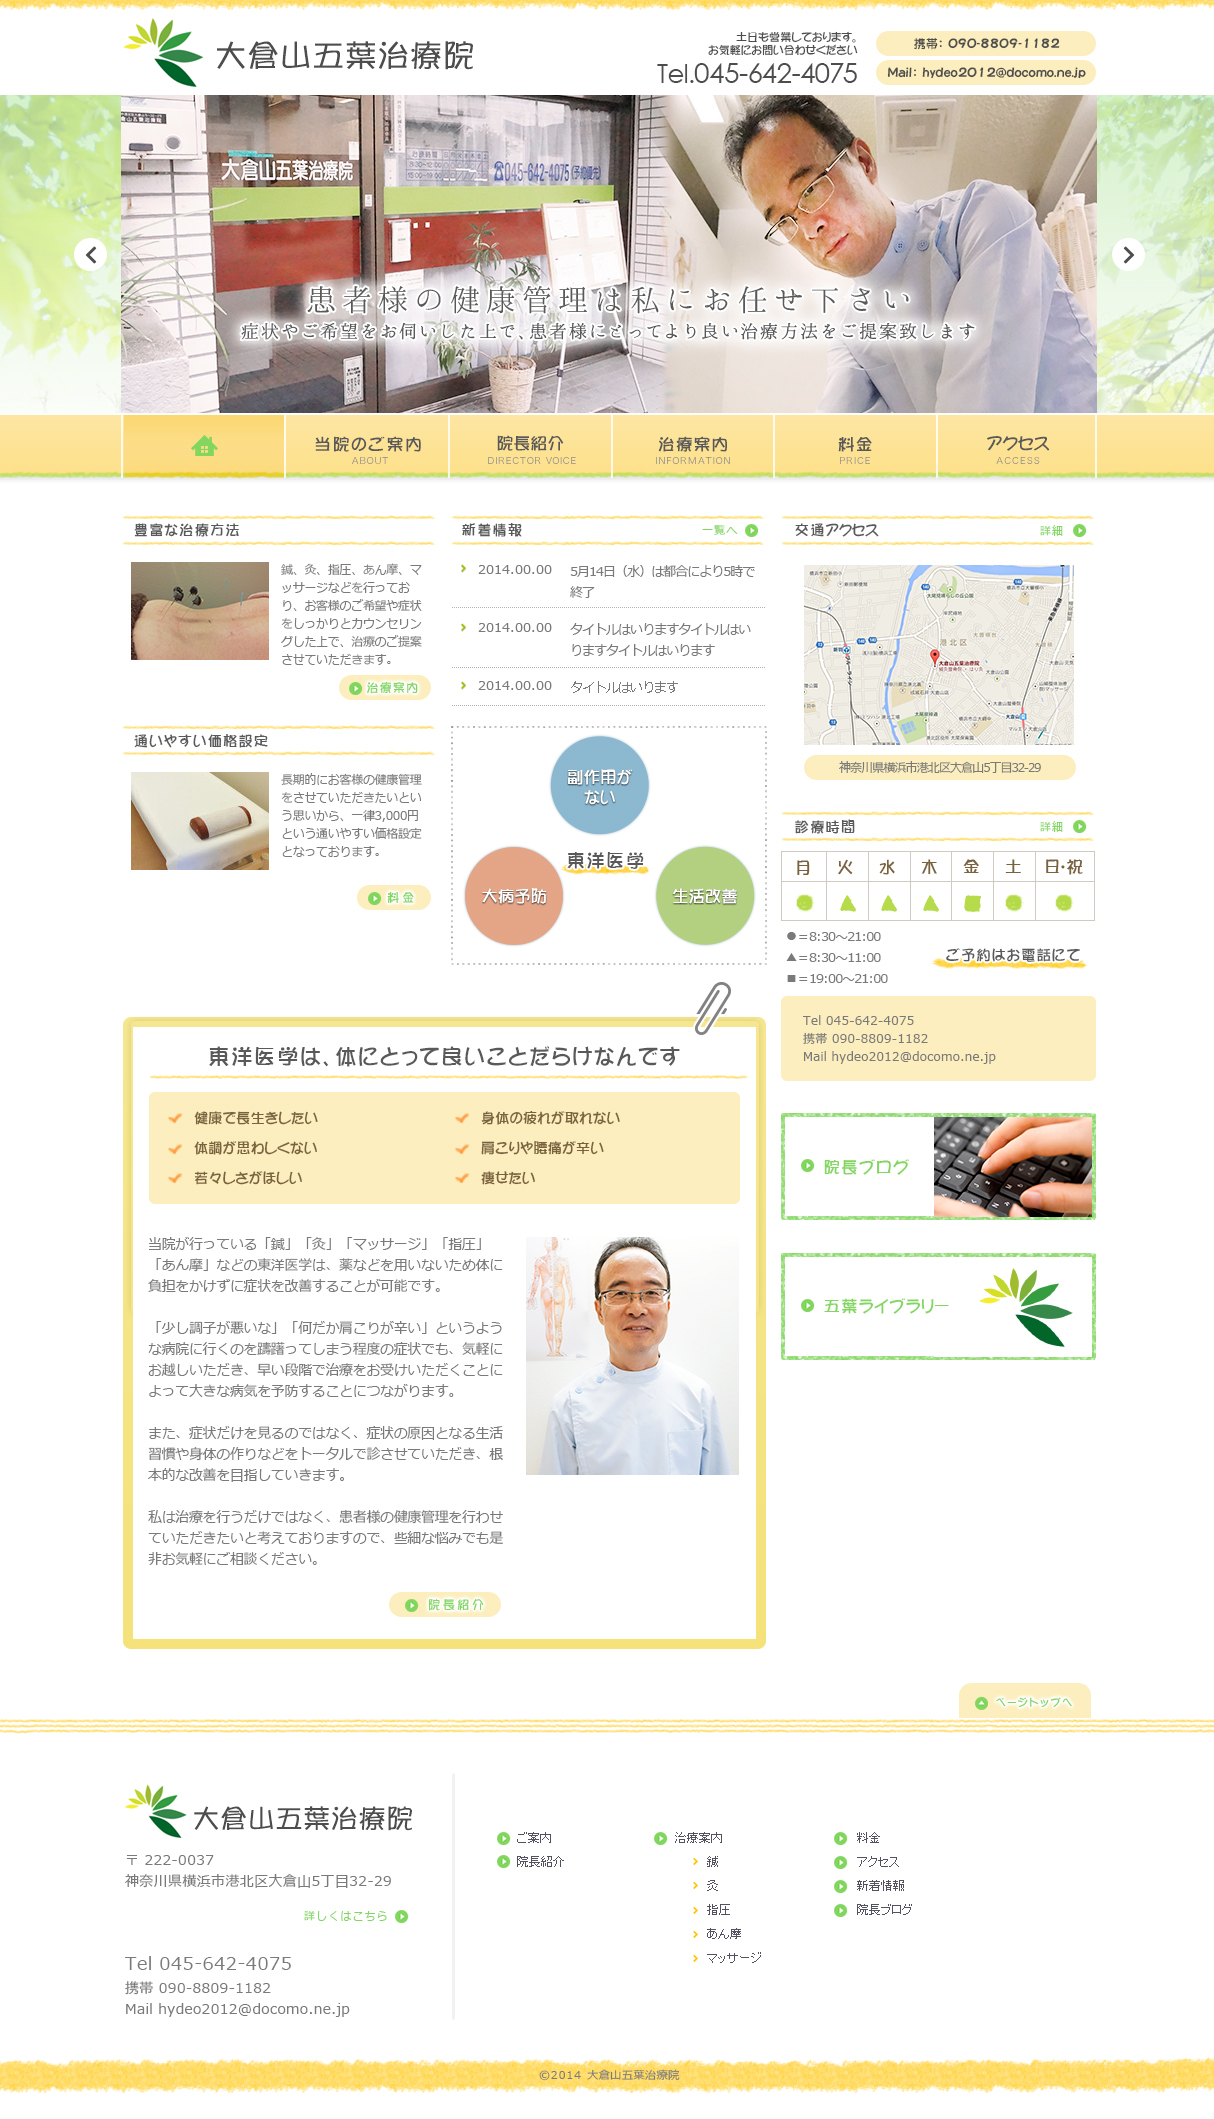 大倉山五葉治療院
土日も営業しております。
お気軽にお問い合わせください
Tel.045-642-4075
携帯： 090-8809-1182
Mail： hydeo2012@docomo.ne.jp
大倉山五葉治療院
☎045-642-4075(予約優先)
患者様の健康管理は私にお任せ下さい
症状やご希望をお伺いした上で、患者様にとってより良い治療方法をご提案致します
当院のご案内
ABOUT
院長紹介
DIRECTOR VOICE
治療案内
INFORMATION
料金
PRICE
アクセス
ACCESS
豊富な治療方法
鍼、灸、指圧、あん摩、マ
ッサージなどを行ってお
り、お客様のご希望や症状
をしっかりとカウンセリン
グした上で、治療のご提案
させていただきます。
治療案内
通いやすい価格設定
長期的にお客様の健康管理
をさせていただきたいとい
う思いから、一律3,000円
という通いやすい価格設定
となっております。
料金
新着情報
一覧へ
2014.00.00
5月14日（水）は都合により5時で
終了
2014.00.00
タイトルはいりますタイトルはい
りますタイトルはいります
2014.00.00
タイトルはいります
副作用が
ない
東洋医学
大病予防
生活改善
交通アクセス
詳細
港北区
大倉山五葉治療院
神奈川県横浜市港北区大倉山5丁目32-29
診療時間
詳細
月 火 水 木 金 土 日・祝
● ▲ ▲ ▲ ■ ● ●
●＝8:30〜21:00
▲＝8:30〜11:00
■＝19:00〜21:00
ご予約はお電話にて
Tel 045-642-4075
携帯 090-8809-1182
Mail hydeo2012@docomo.ne.jp
院長ブログ
五葉ライブラリー
東洋医学は、体にとって良いことだらけなんです
健康で長生きしたい
身体の疲れが取れない
体調が思わしくない
肩こりや腰痛が辛い
若々しさがほしい
痩せたい
当院が行っている「鍼」「灸」「マッサージ」「指圧」
「あん摩」などの東洋医学は、薬などを用いないため体に
負担をかけずに症状を改善することが可能です。
「少し調子が悪いな」「何だか肩こりが辛い」というよう
な病院に行くのを躊躇ってしまう程度の症状でも、気軽に
お越しいただき、早い段階で治療をお受けいただくことに
よって大きな病気を予防することにつながります。
また、症状だけを見るのではなく、症状の原因となる生活
習慣や身体の作りなどをトータルで診させていただき、根
本的な改善を目指していきます。
私は治療を行うだけではなく、患者様の健康管理を行わせ
ていただきたいと考えておりますので、些細な悩みでも是
非お気軽にご相談ください。
院長紹介
ページトップへ
大倉山五葉治療院
〒 222-0037
神奈川県横浜市港北区大倉山5丁目32-29
詳しくはこちら
Tel 045-642-4075
携帯 090-8809-1182
Mail hydeo2012@docomo.ne.jp
ご案内
院長紹介
治療案内
鍼
灸
指圧
あん摩
マッサージ
料金
アクセス
新着情報
院長ブログ
©2014 大倉山五葉治療院